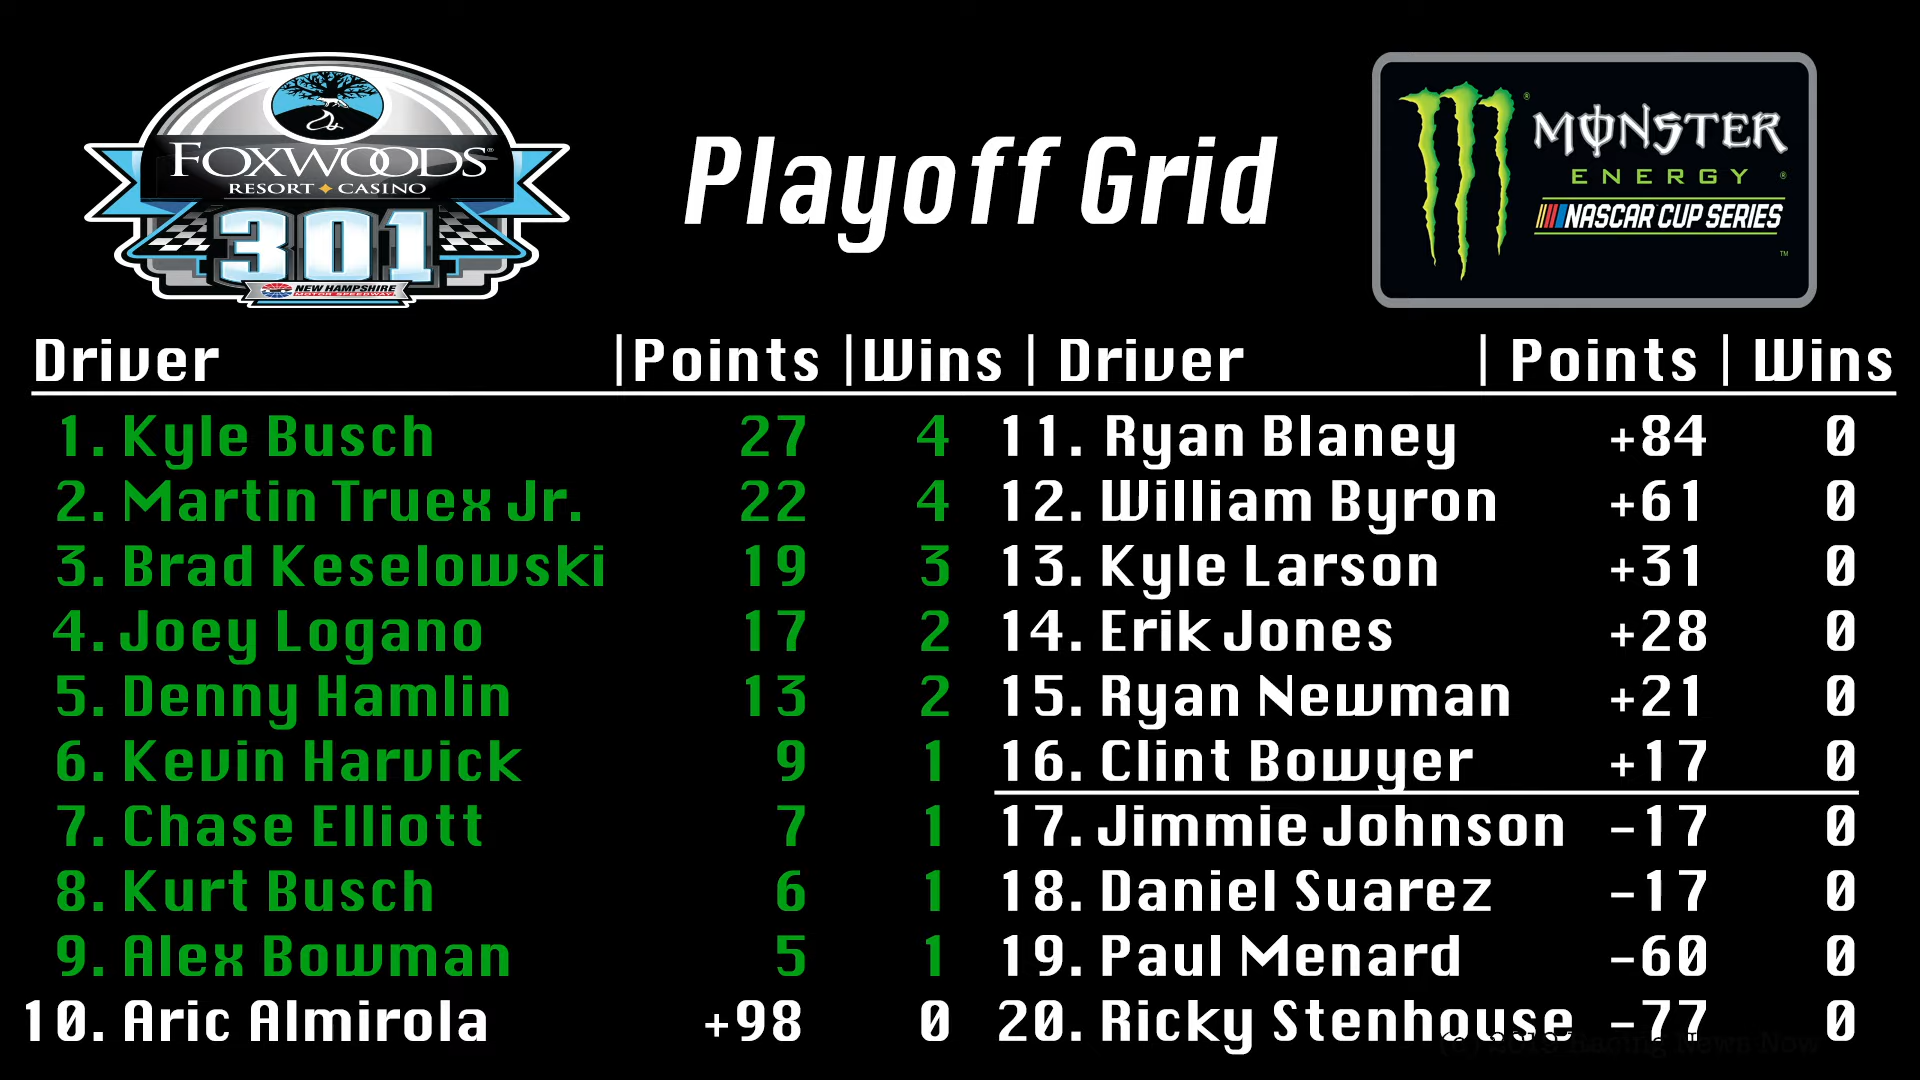 FOXWOODS®
RESORT CASINO
301
NEW HAMPSHIRE
MOTOR SPEEDWAY
Playoff Grid
MONSTER
ENERGY ®
NASCAR CUP SERIES
™
Driver |Points |Wins | Driver | Points | Wins
1. Kyle Busch 27 4 11. Ryan Blaney +84 0
2. Martin Truex Jr. 22 4 12. William Byron +61 0
3. Brad Keselowski 19 3 13. Kyle Larson +31 0
4. Joey Logano 17 2 14. Erik Jones +28 0
5. Denny Hamlin 13 2 15. Ryan Newman +21 0
6. Kevin Harvick 9 1 16. Clint Bowyer +17 0
7. Chase Elliott 7 1 17. Jimmie Johnson -17 0
8. Kurt Busch 6 1 18. Daniel Suarez -17 0
9. Alex Bowman 5 1 19. Paul Menard -60 0
10. Aric Almirola +98 0 20. Ricky Stenhouse -77 0